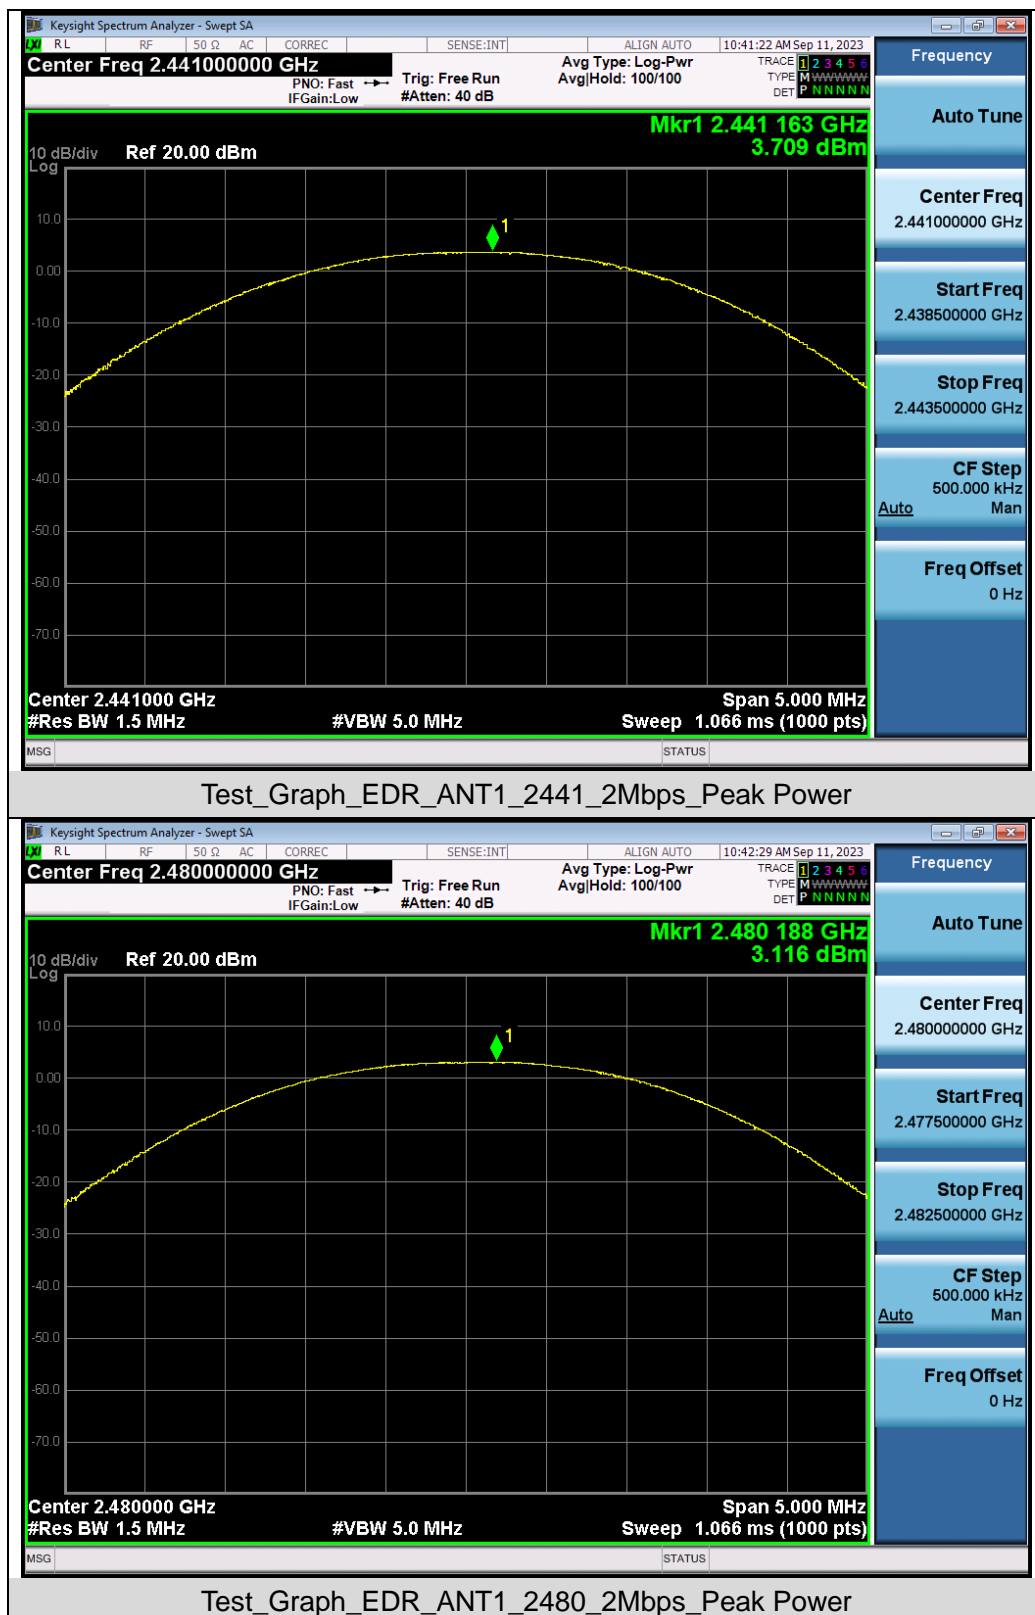 Keysight Spectrum Analyzer - Swept SA
LXI RL RF 50 Ω AC CORREC SENSE:INT ALIGN AUTO 10:41:22 AM Sep 11, 2023
Center Freq 2.441000000 GHz
PNO: Fast
IFGain:Low
Trig: Free Run
#Atten: 40 dB
Avg Type: Log-Pwr
Avg|Hold: 100/100
TRACE 1 2 3 4 5 6
TYPE M WWWWW
DET P N N N N N
Mkr1 2.441 163 GHz
3.709 dBm
10 dB/div Ref 20.00 dBm
Log
10.0
1
0.00
-10.0
-20.0
-30.0
-40.0
-50.0
-60.0
-70.0
Center 2.441000 GHz Span 5.000 MHz
#Res BW 1.5 MHz #VBW 5.0 MHz Sweep 1.066 ms (1000 pts)
MSG STATUS
Frequency
Auto Tune
Center Freq
2.441000000 GHz
Start Freq
2.438500000 GHz
Stop Freq
2.443500000 GHz
CF Step
500.000 kHz
Auto Man
Freq Offset
0 Hz
Test_Graph_EDR_ANT1_2441_2Mbps_Peak Power
Keysight Spectrum Analyzer - Swept SA
LXI RL RF 50 Ω AC CORREC SENSE:INT ALIGN AUTO 10:42:29 AM Sep 11, 2023
Center Freq 2.480000000 GHz
PNO: Fast
IFGain:Low
Trig: Free Run
#Atten: 40 dB
Avg Type: Log-Pwr
Avg|Hold: 100/100
TRACE 1 2 3 4 5 6
TYPE M WWWWW
DET P N N N N N
Mkr1 2.480 188 GHz
3.116 dBm
10 dB/div Ref 20.00 dBm
Log
10.0
1
0.00
-10.0
-20.0
-30.0
-40.0
-50.0
-60.0
-70.0
Center 2.480000 GHz Span 5.000 MHz
#Res BW 1.5 MHz #VBW 5.0 MHz Sweep 1.066 ms (1000 pts)
MSG STATUS
Frequency
Auto Tune
Center Freq
2.480000000 GHz
Start Freq
2.477500000 GHz
Stop Freq
2.482500000 GHz
CF Step
500.000 kHz
Auto Man
Freq Offset
0 Hz
Test_Graph_EDR_ANT1_2480_2Mbps_Peak Power